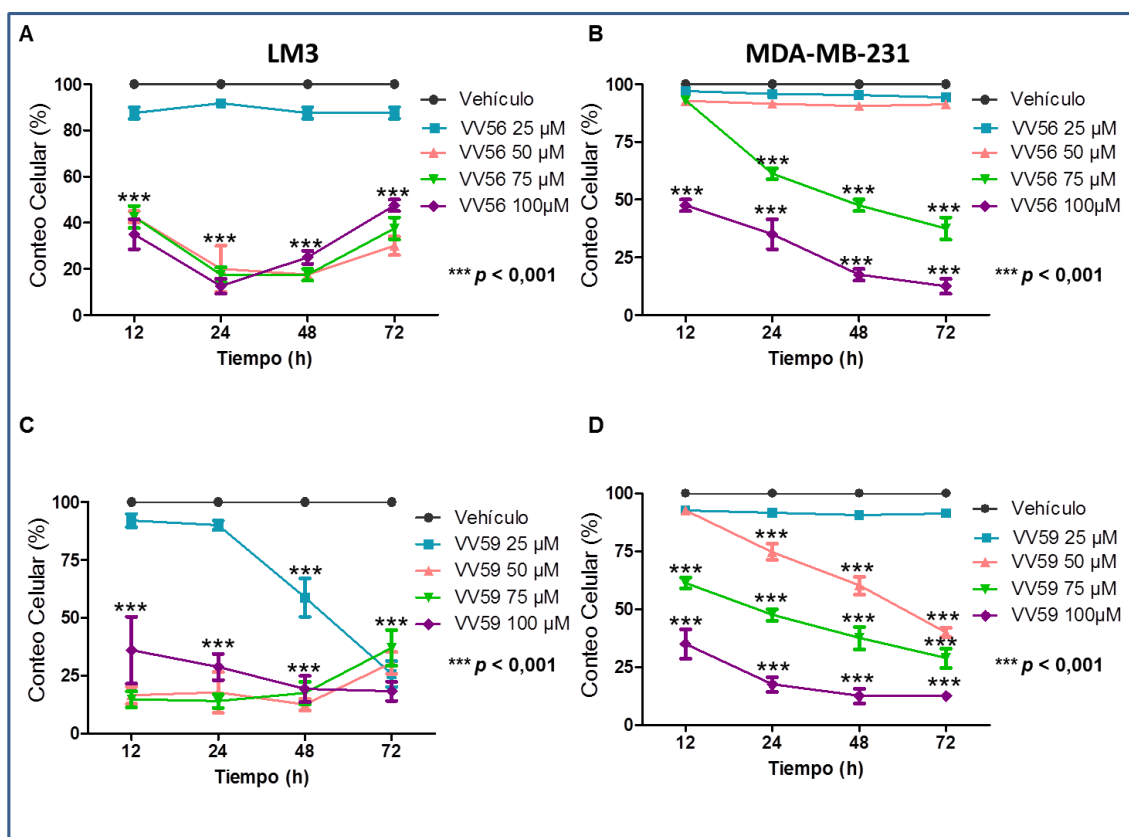 A
LM3
100
80
60
40
20
0
Conteo Celular (%)
***
***
***
***
12
24
48
72
Tiempo (h)
Vehículo
VV56 25 µM
VV56 50 µM
VV56 75 µM
VV56 100µM
*** p < 0,001
B
MDA-MB-231
100
75
50
25
0
Conteo Celular (%)
***
***
***
***
***
***
***
12
24
48
72
Tiempo (h)
Vehículo
VV56 25 µM
VV56 50 µM
VV56 75 µM
VV56 100µM
*** p < 0,001
C
100
75
50
25
0
Conteo Celular (%)
***
***
***
***
***
12
24
48
72
Tiempo (h)
Vehículo
VV59 25 µM
VV59 50 µM
VV59 75 µM
VV59 100 µM
*** p < 0,001
D
100
75
50
25
0
Conteo Celular (%)
***
***
***
***
***
***
***
***
***
***
***
12
24
48
72
Tiempo (h)
Vehículo
VV59 25 µM
VV59 50 µM
VV59 75 µM
VV59 100µM
*** p < 0,001